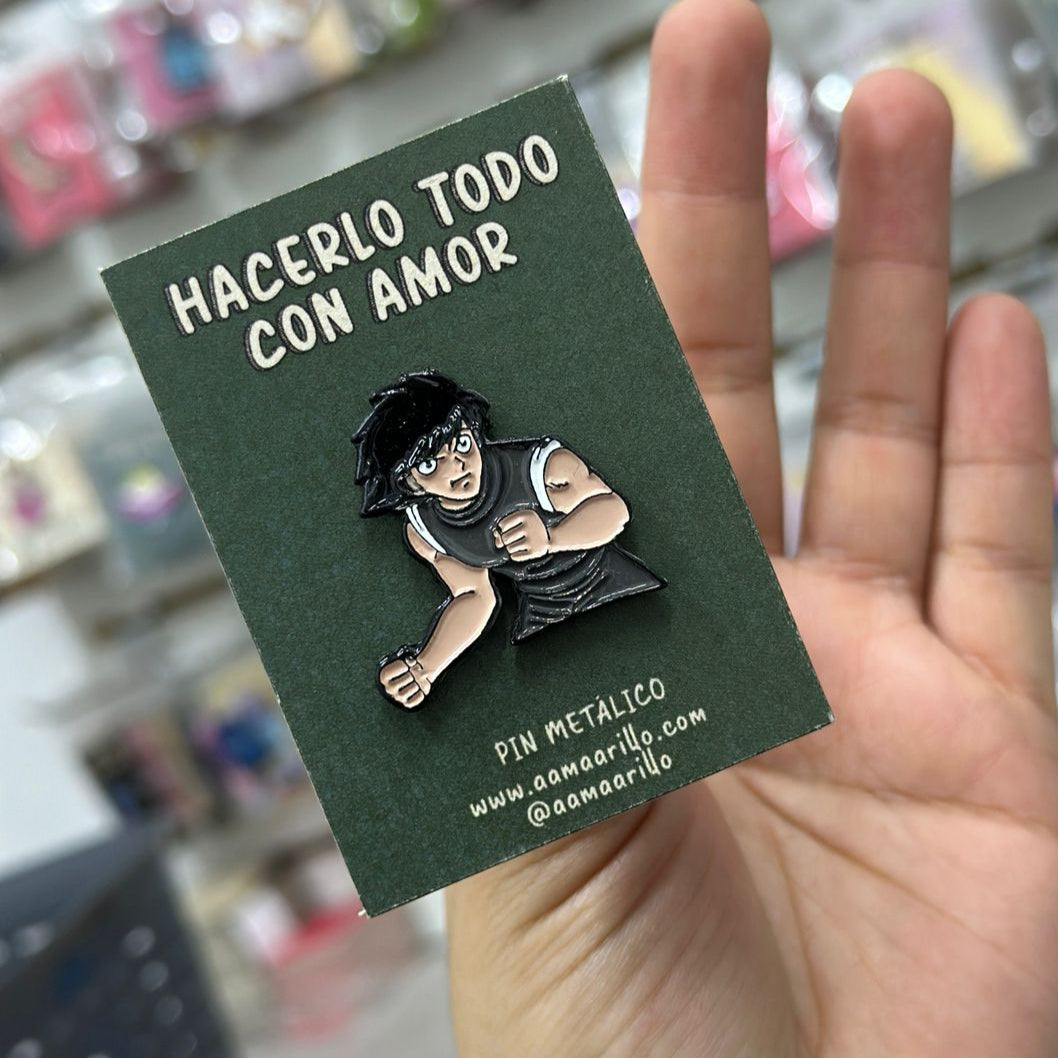 HACERLO TODO
CON AMOR
PIN METÁLICO
www.aamaarillo.com
@aamaarillo